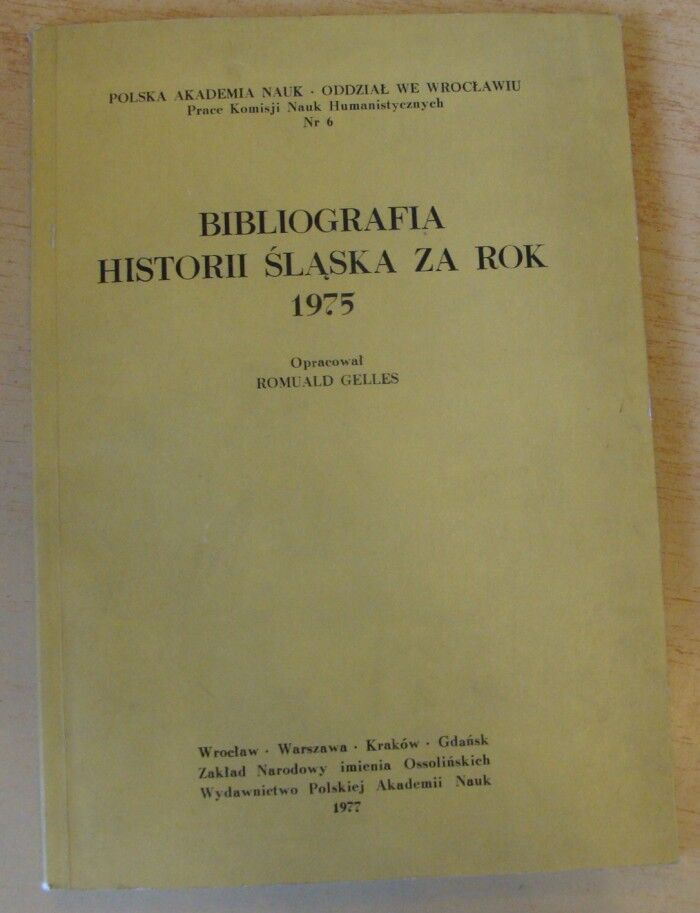 POLSKA AKADEMIA NAUK · ODDZIAŁ WE WROCŁAWIU
Prace Komisji Nauk Humanistycznych
Nr 6
BIBLIOGRAFIA
HISTORII ŚLĄSKA ZA ROK
1975
Opracował
ROMUALD GELLES
Wrocław · Warszawa · Kraków · Gdańsk
Zakład Narodowy imienia Ossolińskich
Wydawnictwo Polskiej Akademii Nauk
1977